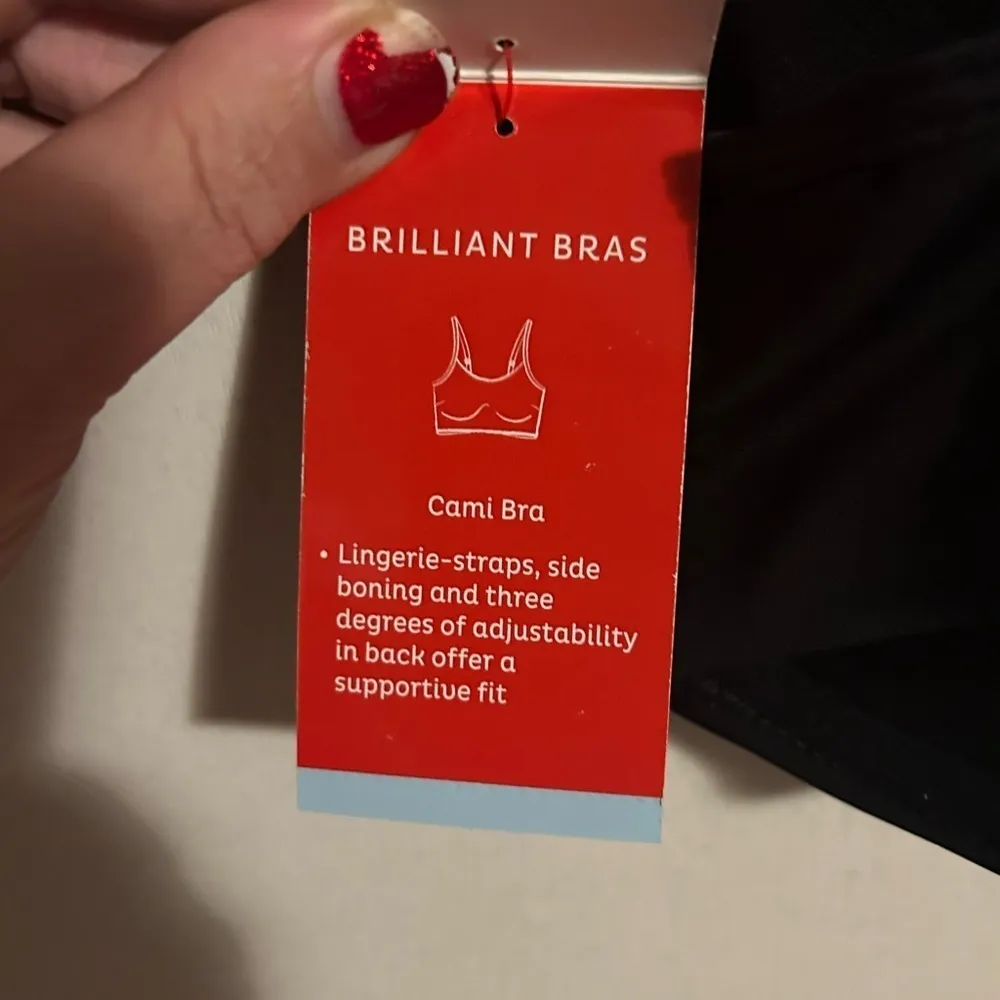 BRILLIANT BRAS
Cami Bra
• Lingerie-straps, side
boning and three
degrees of adjustability
in back offer a
supportive fit